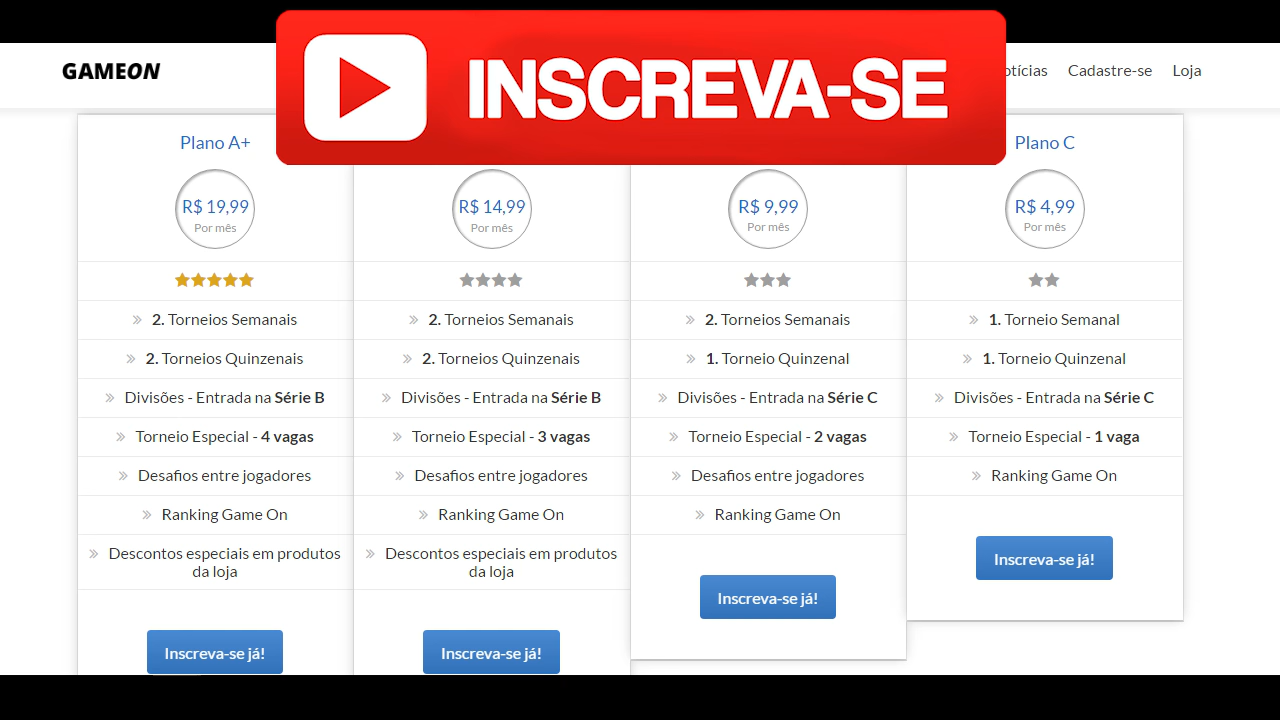 INSCREVA-SE
GAMEON
otícias
Cadastre-se
Loja
Plano A+
R$ 19,99
Por mês
» 2. Torneios Semanais
» 2. Torneios Quinzenais
» Divisões - Entrada na Série B
» Torneio Especial - 4 vagas
» Desafios entre jogadores
» Ranking Game On
» Descontos especiais em produtos
da loja
Inscreva-se já!
R$ 14,99
Por mês
» 2. Torneios Semanais
» 2. Torneios Quinzenais
» Divisões - Entrada na Série B
» Torneio Especial - 3 vagas
» Desafios entre jogadores
» Ranking Game On
» Descontos especiais em produtos
da loja
Inscreva-se já!
R$ 9,99
Por mês
» 2. Torneios Semanais
» 1. Torneio Quinzenal
» Divisões - Entrada na Série C
» Torneio Especial - 2 vagas
» Desafios entre jogadores
» Ranking Game On
Inscreva-se já!
Plano C
R$ 4,99
Por mês
» 1. Torneio Semanal
» 1. Torneio Quinzenal
» Divisões - Entrada na Série C
» Torneio Especial - 1 vaga
» Ranking Game On
Inscreva-se já!